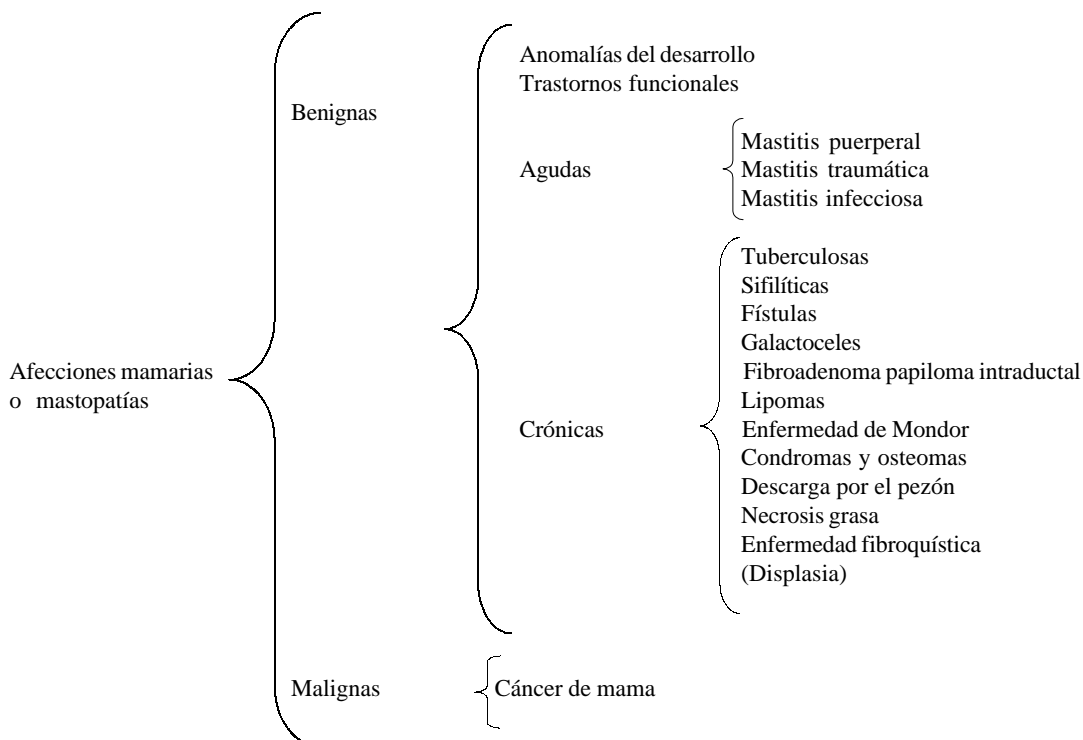 Afecciones mamarias
o mastopatías
Benignas
Anomalías del desarrollo
Trastornos funcionales
Agudas
Mastitis puerperal
Mastitis traumática
Mastitis infecciosa
Crónicas
Tuberculosas
Sifilíticas
Fístulas
Galactoceles
Fibroadenoma papiloma intraductal
Lipomas
Enfermedad de Mondor
Condromas y osteomas
Descarga por el pezón
Necrosis grasa
Enfermedad fibroquística
(Displasia)
Malignas
Cáncer de mama